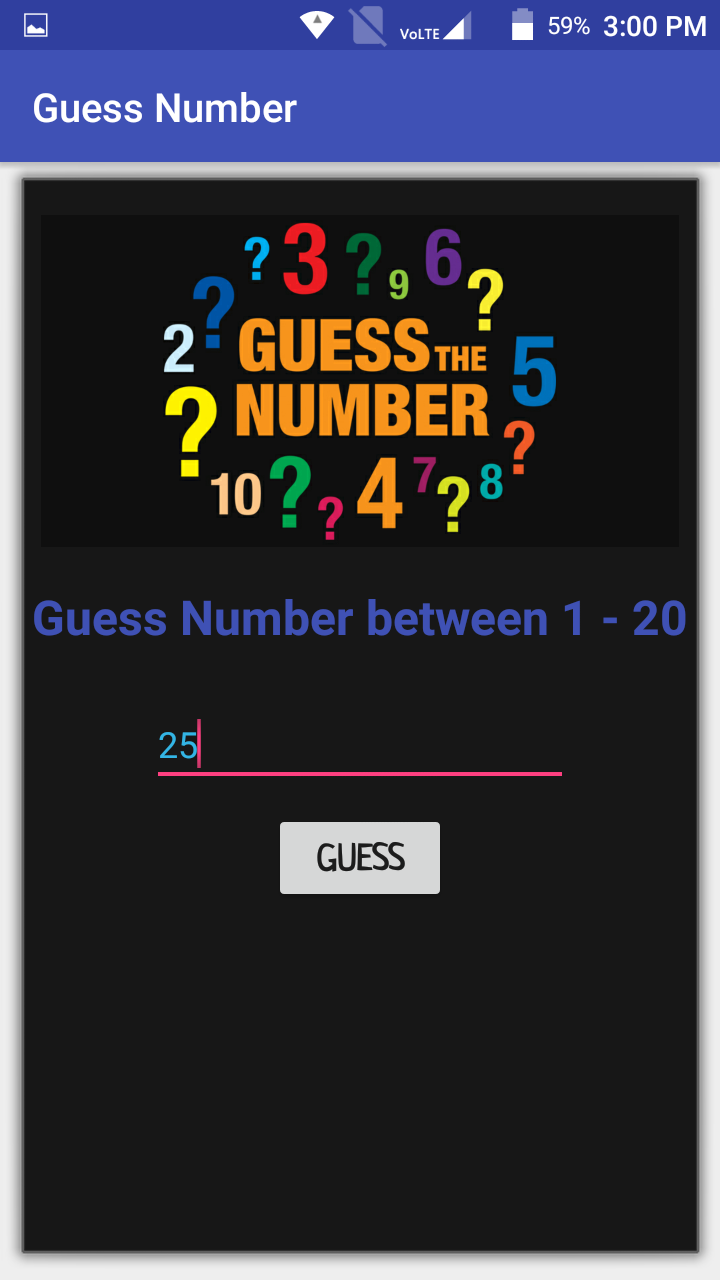 VoLTE 59% 3:00 PM
Guess Number
? 3 ? 9 6 ?
2 ? GUESS THE 5
? NUMBER ?
10 ? ? 4 7 ? 8
Guess Number between 1 - 20
25
GUESS